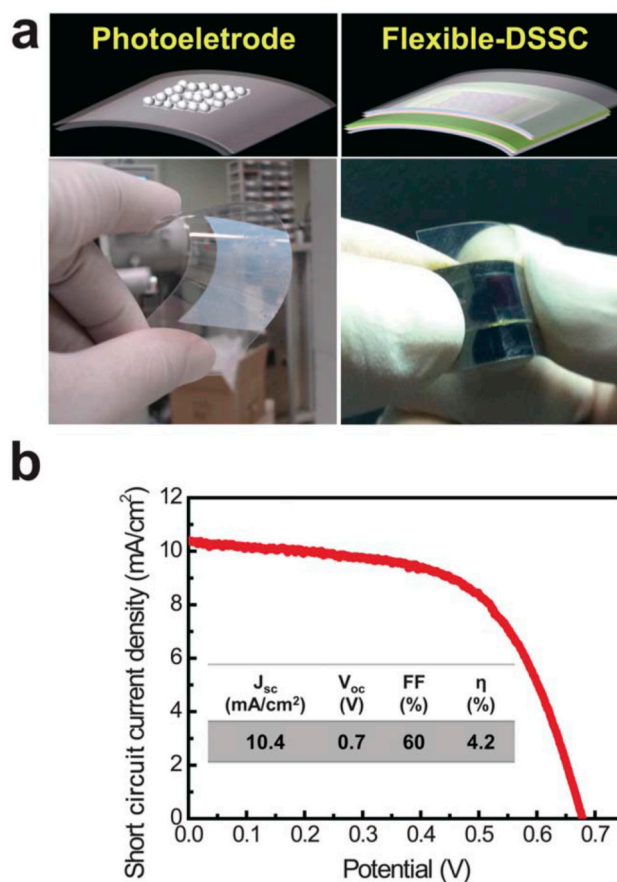 a
Photoeletrode
Flexible-DSSC
b
Short circuit current density (mA/cm²)
12
10
8
6
4
2
0
J_sc V_oc FF η
(mA/cm²) (V) (%) (%)
10.4 0.7 60 4.2
0.0 0.1 0.2 0.3 0.4 0.5 0.6 0.7
Potential (V)